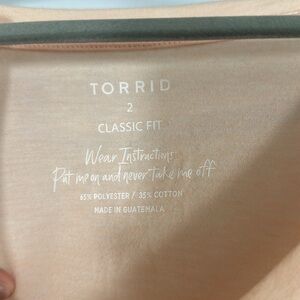 TORRID
2
CLASSIC FIT
Wear Instructions:
Put me on and never take me off
65% POLYESTER / 35% COTTON
MADE IN GUATEMALA